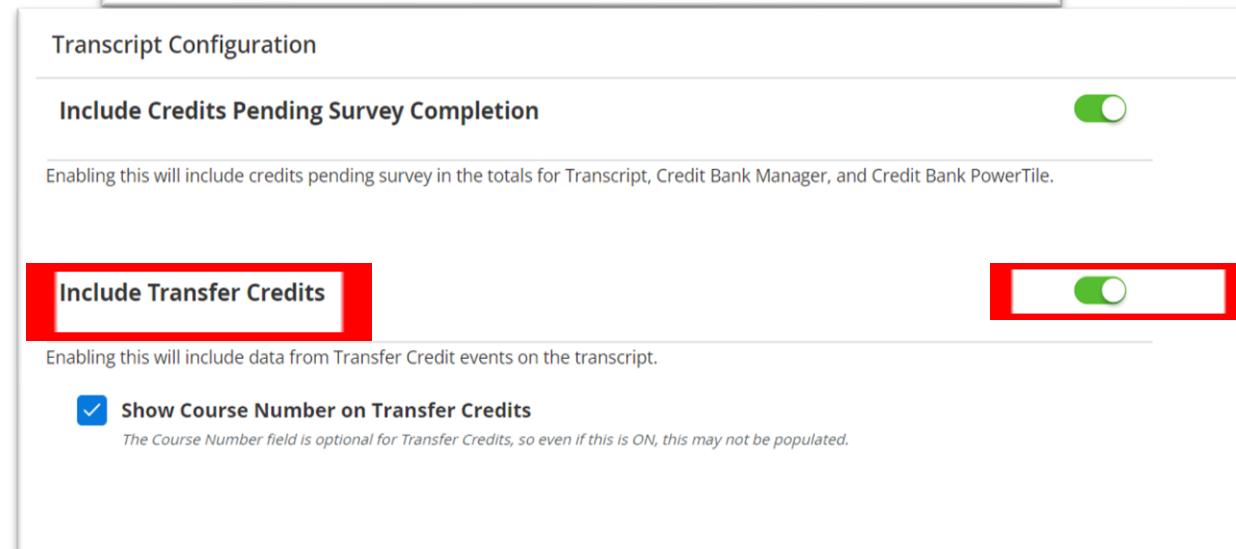 Transcript Configuration
Include Credits Pending Survey Completion
Enabling this will include credits pending survey in the totals for Transcript, Credit Bank Manager, and Credit Bank PowerTile.
Include Transfer Credits
Enabling this will include data from Transfer Credit events on the transcript.
Show Course Number on Transfer Credits
The Course Number field is optional for Transfer Credits, so even if this is ON, this may not be populated.